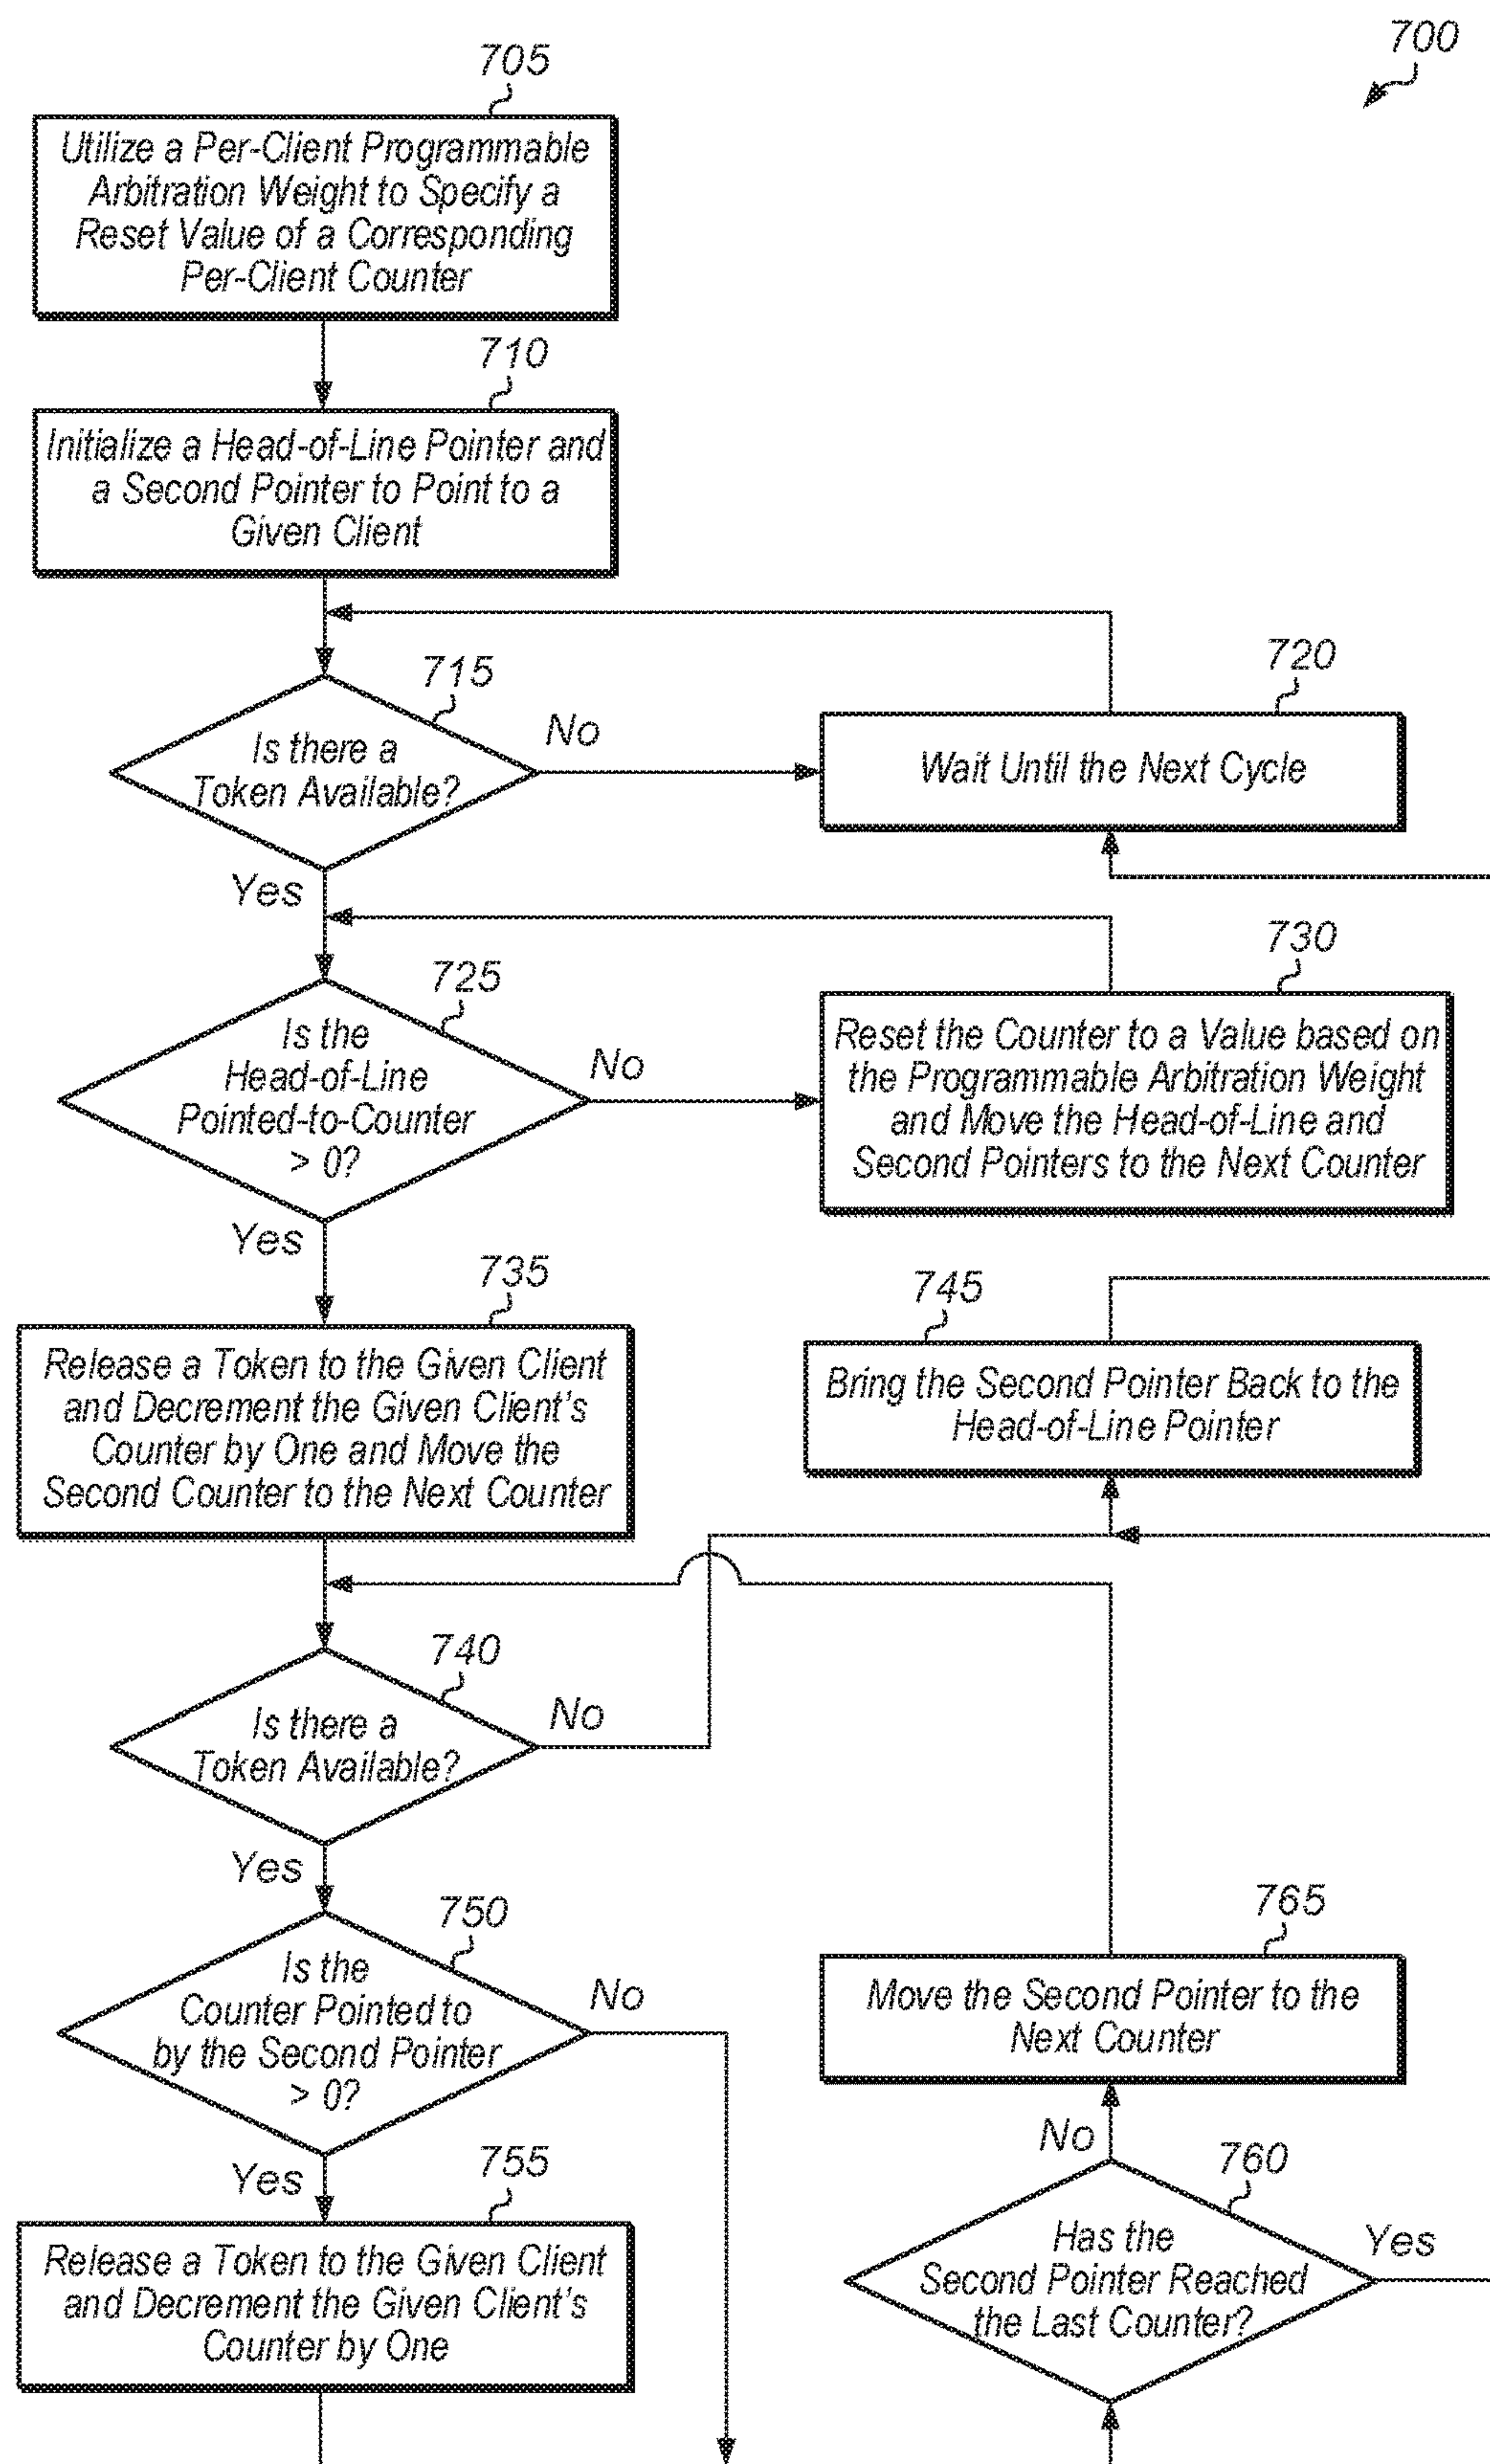 700
705
Utilize a Per-Client Programmable
Arbitration Weight to Specify a
Reset Value of a Corresponding
Per-Client Counter
710
Initialize a Head-of-Line Pointer and
a Second Pointer to Point to a
Given Client
715
Is there a
Token Available?
No
Yes
720
Wait Until the Next Cycle
725
Is the
Head-of-Line
Pointed-to-Counter
> 0?
No
Yes
730
Reset the Counter to a Value based on
the Programmable Arbitration Weight
and Move the Head-of-Line and
Second Pointers to the Next Counter
735
Release a Token to the Given Client
and Decrement the Given Client's
Counter by One and Move the
Second Counter to the Next Counter
745
Bring the Second Pointer Back to the
Head-of-Line Pointer
740
Is there a
Token Available?
No
Yes
750
Is the
Counter Pointed to
by the Second Pointer
> 0?
No
Yes
765
Move the Second Pointer to the
Next Counter
No
755
Release a Token to the Given Client
and Decrement the Given Client's
Counter by One
760
Has the
Second Pointer Reached
the Last Counter?
Yes